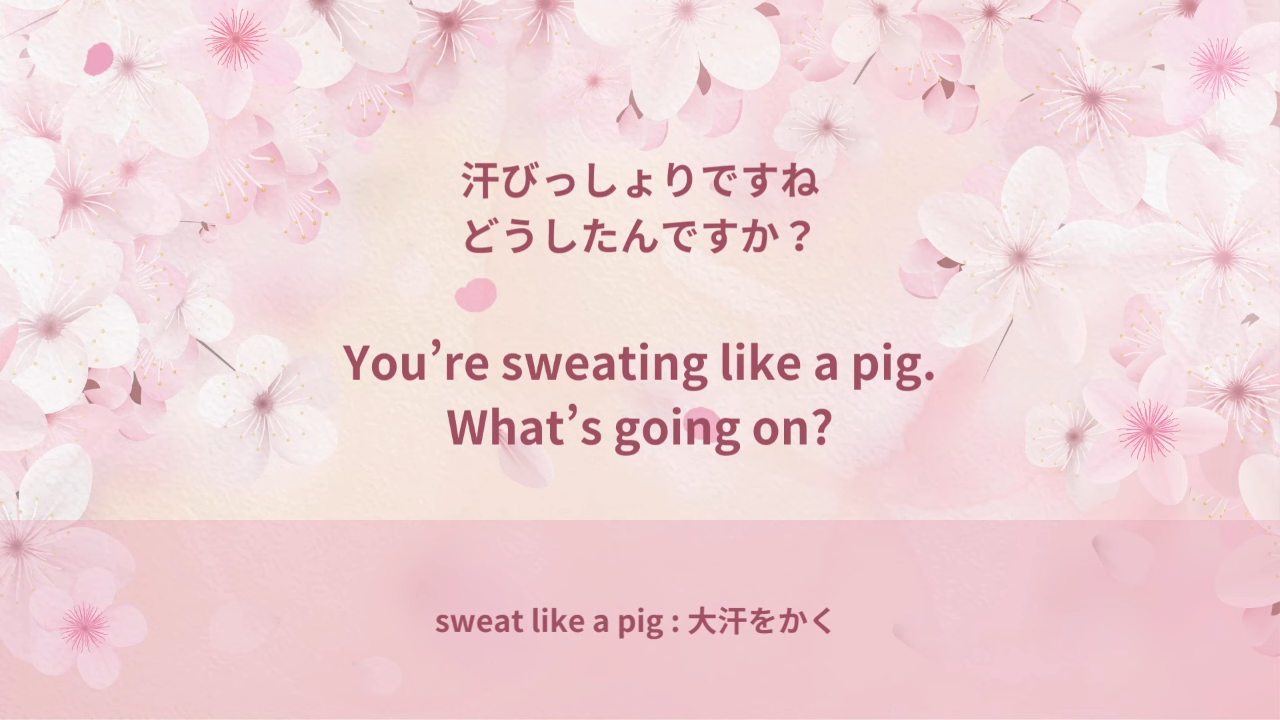 汗びっしょりですね
どうしたんですか？
You’re sweating like a pig.
What’s going on?
sweat like a pig : 大汗をかく